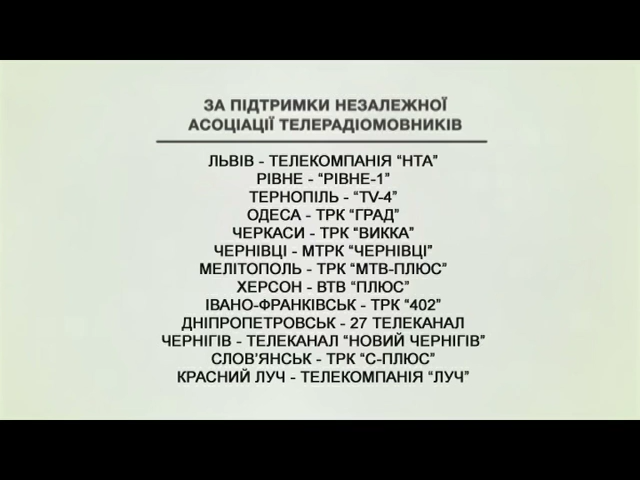 ЗА ПІДТРИМКИ НЕЗАЛЕЖНОЇ
АСОЦІАЦІЇ ТЕЛЕРАДІОМОВНИКІВ
ЛЬВІВ - ТЕЛЕКОМПАНІЯ “НТА”
РІВНЕ - “РІВНЕ-1”
ТЕРНОПІЛЬ - “TV-4”
ОДЕСА - ТРК “ГРАД”
ЧЕРКАСИ - ТРК “ВИККА”
ЧЕРНІВЦІ - МТРК “ЧЕРНІВЦІ”
МЕЛІТОПОЛЬ - ТРК “МТВ-ПЛЮС”
ХЕРСОН - ВТВ “ПЛЮС”
ІВАНО-ФРАНКІВСЬК - ТРК “402”
ДНІПРОПЕТРОВСЬК - 27 ТЕЛЕКАНАЛ
ЧЕРНІГІВ - ТЕЛЕКАНАЛ “НОВИЙ ЧЕРНІГІВ”
СЛОВ’ЯНСЬК - ТРК “С-ПЛЮС”
КРАСНИЙ ЛУЧ - ТЕЛЕКОМПАНІЯ “ЛУЧ”